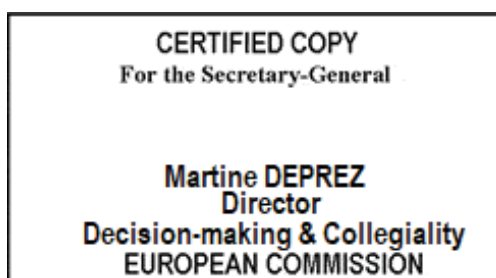 CERTIFIED COPY
For the Secretary-General
Martine DEPREZ
Director
Decision-making & Collegiality
EUROPEAN COMMISSION